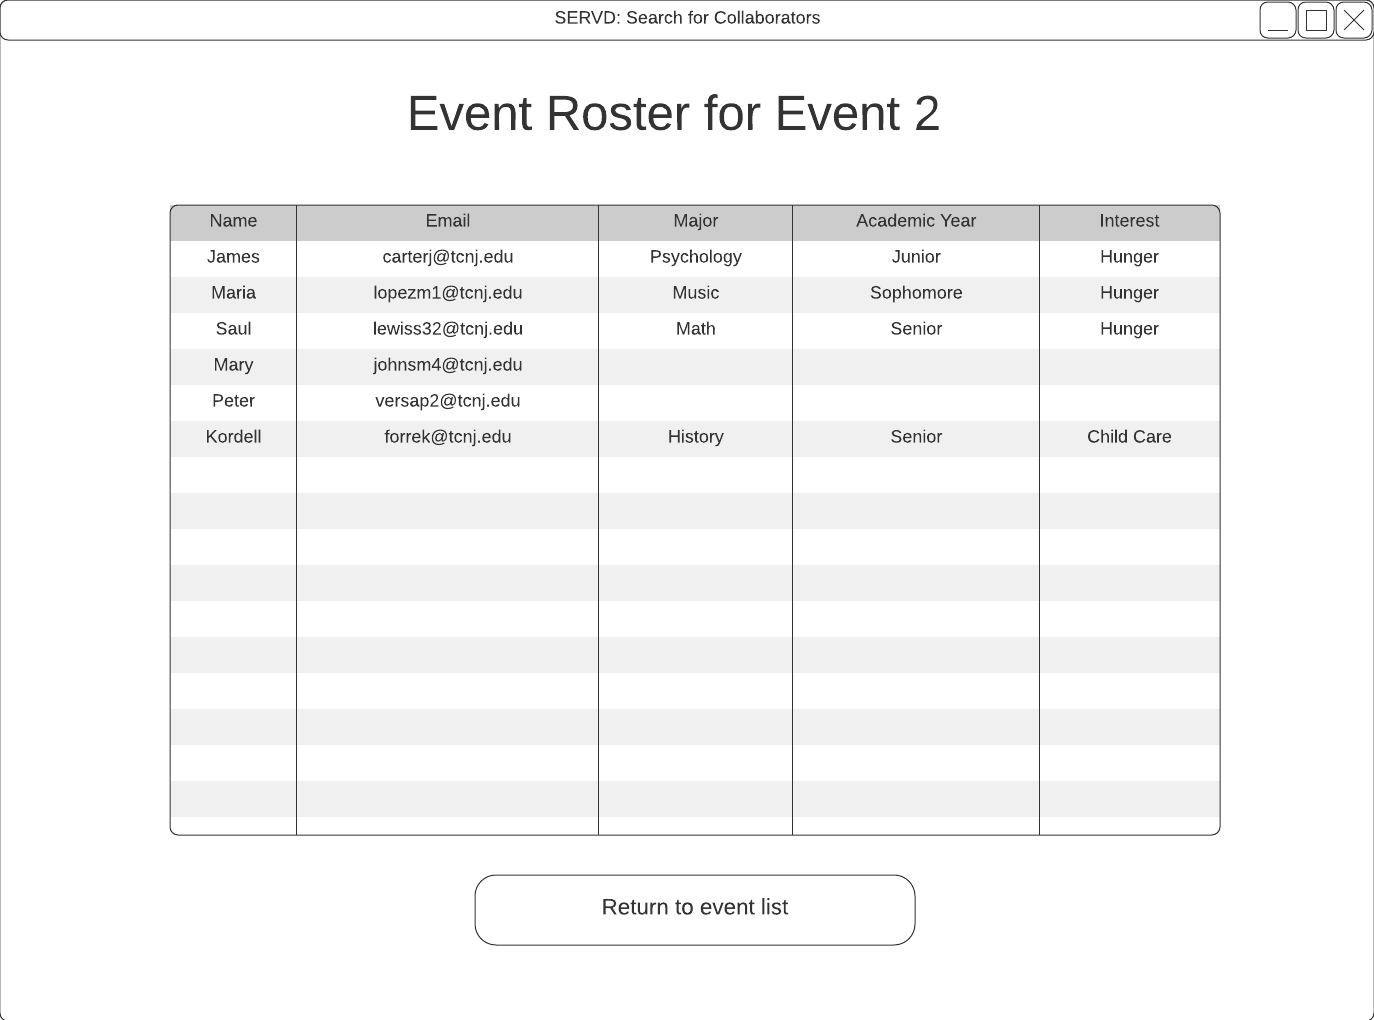 SERVD: Search for Collaborators
Event Roster for Event 2
Name Email Major Academic Year Interest
James carterj@tcnj.edu Psychology Junior Hunger
Maria lopezm1@tcnj.edu Music Sophomore Hunger
Saul lewiss32@tcnj.edu Math Senior Hunger
Mary johnsm4@tcnj.edu
Peter versap2@tcnj.edu
Kordell forrek@tcnj.edu History Senior Child Care
Return to event list